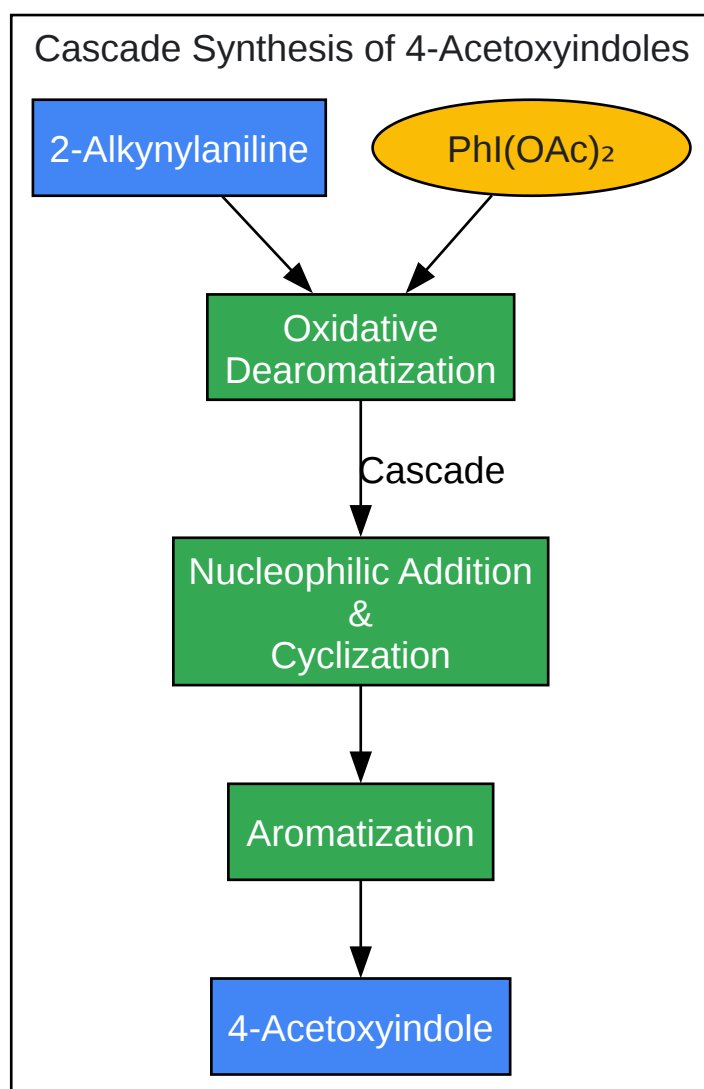 Cascade Synthesis of 4-Acetoxyindoles
2-Alkynylaniline
PhI(OAc)₂
Oxidative
Dearomatization
Cascade
Nucleophilic Addition
&
Cyclization
Aromatization
4-Acetoxyindole